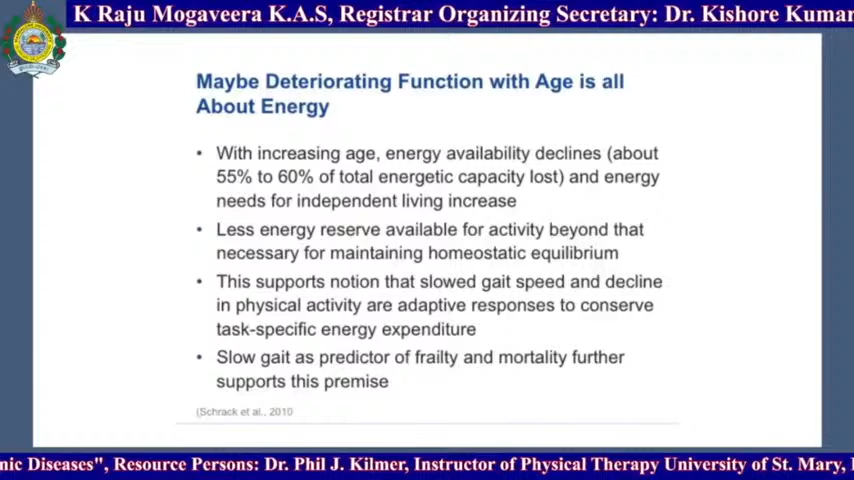 K Raju Mogaveera K.A.S, Registrar Organizing Secretary: Dr. Kishore Kumar
Maybe Deteriorating Function with Age is all
About Energy
• With increasing age, energy availability declines (about
55% to 60% of total energetic capacity lost) and energy
needs for independent living increase
• Less energy reserve available for activity beyond that
necessary for maintaining homeostatic equilibrium
• This supports notion that slowed gait speed and decline
in physical activity are adaptive responses to conserve
task-specific energy expenditure
• Slow gait as predictor of frailty and mortality further
supports this premise
(Schrack et al., 2010
nic Diseases", Resource Persons: Dr. Phil J. Kilmer, Instructor of Physical Therapy University of St. Mary,